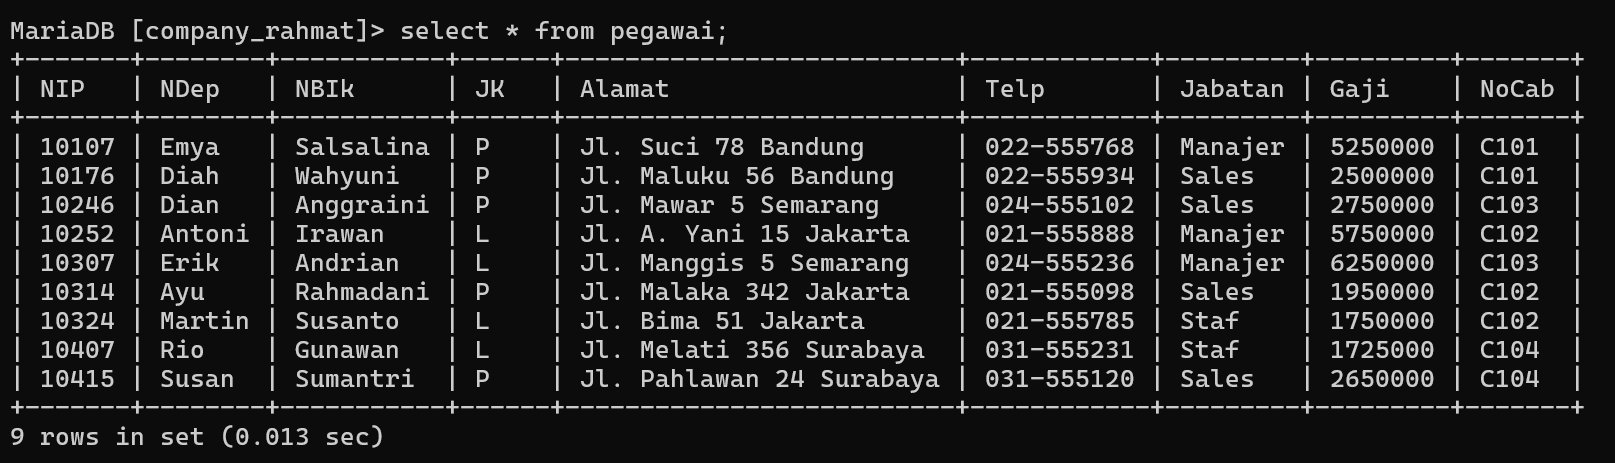 MariaDB [company_rahmat]> select * from pegawai;
+-------+--------+-----------+------+--------------------------+------------+---------+---------+-------+
| NIP   | NDep   | NBIk      | JK   | Alamat                   | Telp       | Jabatan | Gaji    | NoCab |
+-------+--------+-----------+------+--------------------------+------------+---------+---------+-------+
| 10107 | Emya   | Salsalina | P    | Jl. Suci 78 Bandung      | 022-555768 | Manajer | 5250000 | C101  |
| 10176 | Diah   | Wahyuni   | P    | Jl. Maluku 56 Bandung    | 022-555934 | Sales   | 2500000 | C101  |
| 10246 | Dian   | Anggraini | P    | Jl. Mawar 5 Semarang     | 024-555102 | Sales   | 2750000 | C103  |
| 10252 | Antoni | Irawan    | L    | Jl. A. Yani 15 Jakarta   | 021-555888 | Manajer | 5750000 | C102  |
| 10307 | Erik   | Andrian   | L    | Jl. Manggis 5 Semarang   | 024-555236 | Manajer | 6250000 | C103  |
| 10314 | Ayu    | Rahmadani | P    | Jl. Malaka 342 Jakarta   | 021-555098 | Sales   | 1950000 | C102  |
| 10324 | Martin | Susanto   | L    | Jl. Bima 51 Jakarta      | 021-555785 | Staf    | 1750000 | C102  |
| 10407 | Rio    | Gunawan   | L    | Jl. Melati 356 Surabaya  | 031-555231 | Staf    | 1725000 | C104  |
| 10415 | Susan  | Sumantri  | P    | Jl. Pahlawan 24 Surabaya | 031-555120 | Sales   | 2650000 | C104  |
+-------+--------+-----------+------+--------------------------+------------+---------+---------+-------+
9 rows in set (0.013 sec)